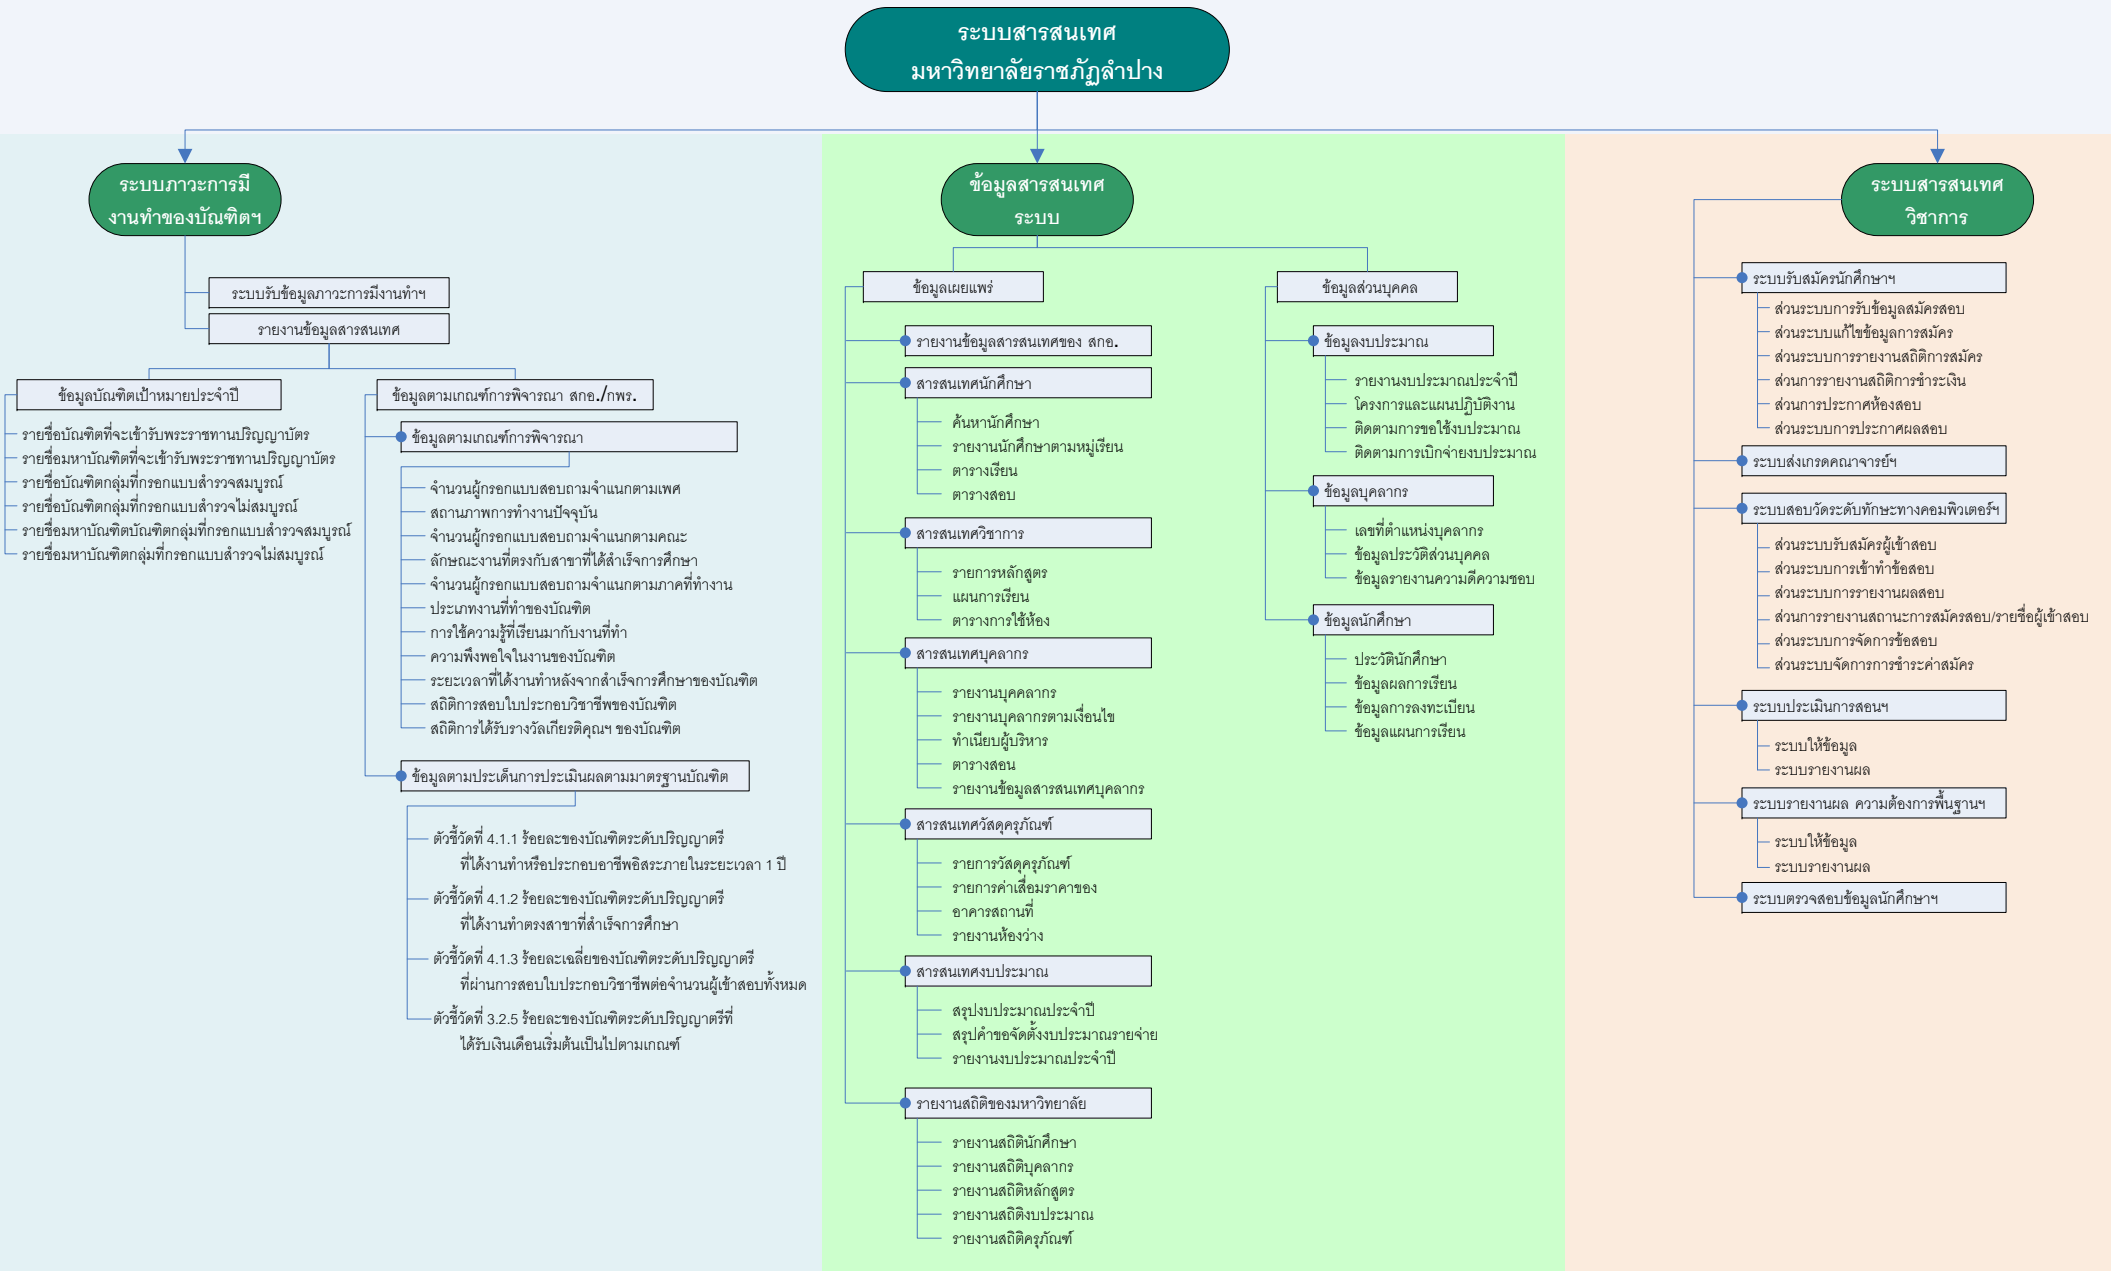 ระบบสารสนเทศ
มหาวิทยาลัยราชภัฏลำปาง
ระบบภาวะการมี
งานทำของบัณฑิตฯ
ระบบรับข้อมูลภาวะการมีงานทำฯ
รายงานข้อมูลสารสนเทศ
ข้อมูลบัณฑิตเป้าหมายประจำปี
รายชื่อบัณฑิตที่จะเข้ารับพระราชทานปริญญาบัตร
รายชื่อมหาบัณฑิตที่จะเข้ารับพระราชทานปริญญาบัตร
รายชื่อบัณฑิตกลุ่มที่กรอกแบบสำรวจสมบูรณ์
รายชื่อบัณฑิตกลุ่มที่กรอกแบบสำรวจไม่สมบูรณ์
รายชื่อมหาบัณฑิตบัณฑิตกลุ่มที่กรอกแบบสำรวจสมบูรณ์
รายชื่อมหาบัณฑิตกลุ่มที่กรอกแบบสำรวจไม่สมบูรณ์
ข้อมูลตามเกณฑ์การพิจารณา สกอ./กพร.
ข้อมูลตามเกณฑ์การพิจารณา
จำนวนผู้กรอกแบบสอบถามจำแนกตามเพศ
สถานภาพการทำงานปัจจุบัน
จำนวนผู้กรอกแบบสอบถามจำแนกตามคณะ
ลักษณะงานที่ตรงกับสาขาที่ได้สำเร็จการศึกษา
จำนวนผู้กรอกแบบสอบถามจำแนกตามภาคที่ทำงาน
ประเภทงานที่ทำของบัณฑิต
การใช้ความรู้ที่เรียนมากับงานที่ทำ
ความพึงพอใจในงานของบัณฑิต
ระยะเวลาที่ได้งานทำหลังจากสำเร็จการศึกษาของบัณฑิต
สถิติการสอบใบประกอบวิชาชีพของบัณฑิต
สถิติการได้รับรางวัลเกียรติคุณฯ ของบัณฑิต
ข้อมูลตามประเด็นการประเมินผลตามมาตรฐานบัณฑิต
ตัวชี้วัดที่ 4.1.1 ร้อยละของบัณฑิตระดับปริญญาตรี
ที่ได้งานทำหรือประกอบอาชีพอิสระภายในระยะเวลา 1 ปี
ตัวชี้วัดที่ 4.1.2 ร้อยละของบัณฑิตระดับปริญญาตรี
ที่ได้งานทำตรงสาขาที่สำเร็จการศึกษา
ตัวชี้วัดที่ 4.1.3 ร้อยละเฉลี่ยของบัณฑิตระดับปริญญาตรี
ที่ผ่านการสอบใบประกอบวิชาชีพต่อจำนวนผู้เข้าสอบทั้งหมด
ตัวชี้วัดที่ 3.2.5 ร้อยละของบัณฑิตระดับปริญญาตรีที่
ได้รับเงินเดือนเริ่มต้นเป็นไปตามเกณฑ์
ข้อมูลสารสนเทศ
ระบบ
ข้อมูลเผยแพร่
รายงานข้อมูลสารสนเทศของ สกอ.
สารสนเทศนักศึกษา
ค้นหานักศึกษา
รายงานนักศึกษาตามหมู่เรียน
ตารางเรียน
ตารางสอบ
สารสนเทศวิชาการ
รายการหลักสูตร
แผนการเรียน
ตารางการใช้ห้อง
สารสนเทศบุคลากร
รายงานบุคคลากร
รายงานบุคลากรตามเงื่อนไข
ทำเนียบผู้บริหาร
ตารางสอน
รายงานข้อมูลสารสนเทศบุคลากร
สารสนเทศวัสดุครุภัณฑ์
รายการวัสดุครุภัณฑ์
รายการค่าเสื่อมราคาของ
อาคารสถานที่
รายงานห้องว่าง
สารสนเทศงบประมาณ
สรุปงบประมาณประจำปี
สรุปคำขอจัดตั้งงบประมาณรายจ่าย
รายงานงบประมาณประจำปี
รายงานสถิติของมหาวิทยาลัย
รายงานสถิตินักศึกษา
รายงานสถิติบุคลากร
รายงานสถิติหลักสูตร
รายงานสถิติงบประมาณ
รายงานสถิติครุภัณฑ์
ข้อมูลส่วนบุคคล
ข้อมูลงบประมาณ
รายงานงบประมาณประจำปี
โครงการและแผนปฏิบัติงาน
ติดตามการขอใช้งบประมาณ
ติดตามการเบิกจ่ายงบประมาณ
ข้อมูลบุคลากร
เลขที่ตำแหน่งบุคลากร
ข้อมูลประวัติส่วนบุคคล
ข้อมูลรายงานความดีความชอบ
ข้อมูลนักศึกษา
ประวัตินักศึกษา
ข้อมูลผลการเรียน
ข้อมูลการลงทะเบียน
ข้อมูลแผนการเรียน
ระบบสารสนเทศ
วิชาการ
ระบบรับสมัครนักศึกษาฯ
ส่วนระบบการรับข้อมูลสมัครสอบ
ส่วนระบบแก้ไขข้อมูลการสมัคร
ส่วนระบบการรายงานสถิติการสมัคร
ส่วนการรายงานสถิติการชำระเงิน
ส่วนการประกาศห้องสอบ
ส่วนระบบการประกาศผลสอบ
ระบบส่งเกรดคณาจารย์ฯ
ระบบสอบวัดระดับทักษะทางคอมพิวเตอร์ฯ
ส่วนระบบรับสมัครผู้เข้าสอบ
ส่วนระบบการเข้าทำข้อสอบ
ส่วนระบบการรายงานผลสอบ
ส่วนการรายงานสถานะการสมัครสอบ/รายชื่อผู้เข้าสอบ
ส่วนระบบการจัดการข้อสอบ
ส่วนระบบจัดการการชำระค่าสมัคร
ระบบประเมินการสอนฯ
ระบบให้ข้อมูล
ระบบรายงานผล
ระบบรายงานผล ความต้องการพื้นฐานฯ
ระบบให้ข้อมูล
ระบบรายงานผล
ระบบตรวจสอบข้อมูลนักศึกษาฯ